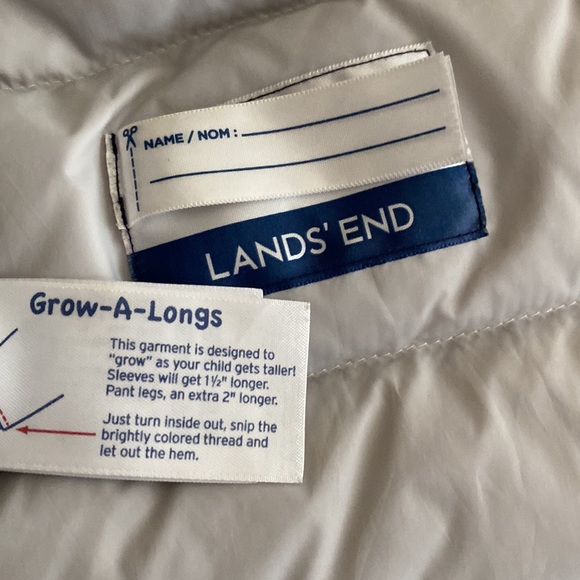 NAME / NOM :
LANDS' END
Grow-A-Longs
This garment is designed to
"grow" as your child gets taller!
Sleeves will get 1½" longer.
Pant legs, an extra 2" longer.
Just turn inside out, snip the
brightly colored thread and
let out the hem.